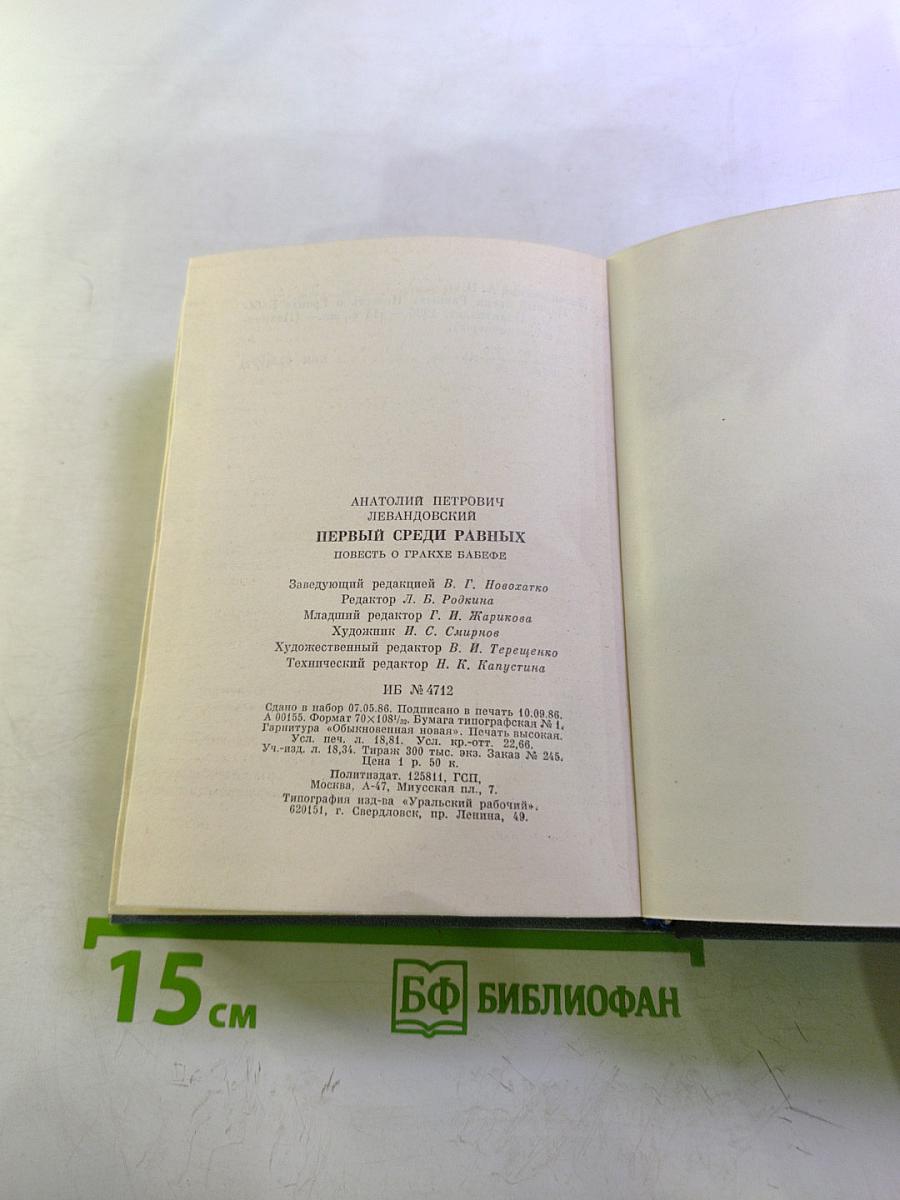 АНАТОЛИЙ ПЕТРОВИЧ
ЛЕВАНДОВСКИЙ
ПЕРВЫЙ СРЕДИ РАВНЫХ
ПОВЕСТЬ О ГРАКХЕ БАБЕФЕ
Заведующий редакцией В. Г. Новохатко
Редактор Л. Б. Родкина
Младший редактор Г. И. Жарикова
Художник И. С. Смирнов
Художественный редактор В. И. Терещенко
Технический редактор Н. К. Капустина
ИБ № 4712
Сдано в набор 07.05.86. Подписано в печать 10.09.86.
А 00155. Формат 70×108¹/₃₂. Бумага типографская № 1.
Гарнитура «Обыкновенная новая». Печать высокая.
Усл. печ. л. 18,81. Усл. кр.-отт. 22,66.
Уч.-изд. л. 18,34. Тираж 300 тыс. экз. Заказ № 245.
Цена 1 р. 50 к.
Политиздат. 125811, ГСП,
Москва, А-47, Миусская пл., 7.
Типография изд-ва «Уральский рабочий».
620151, г. Свердловск, пр. Ленина, 49.
15 см
БФ БИБЛИОФАН